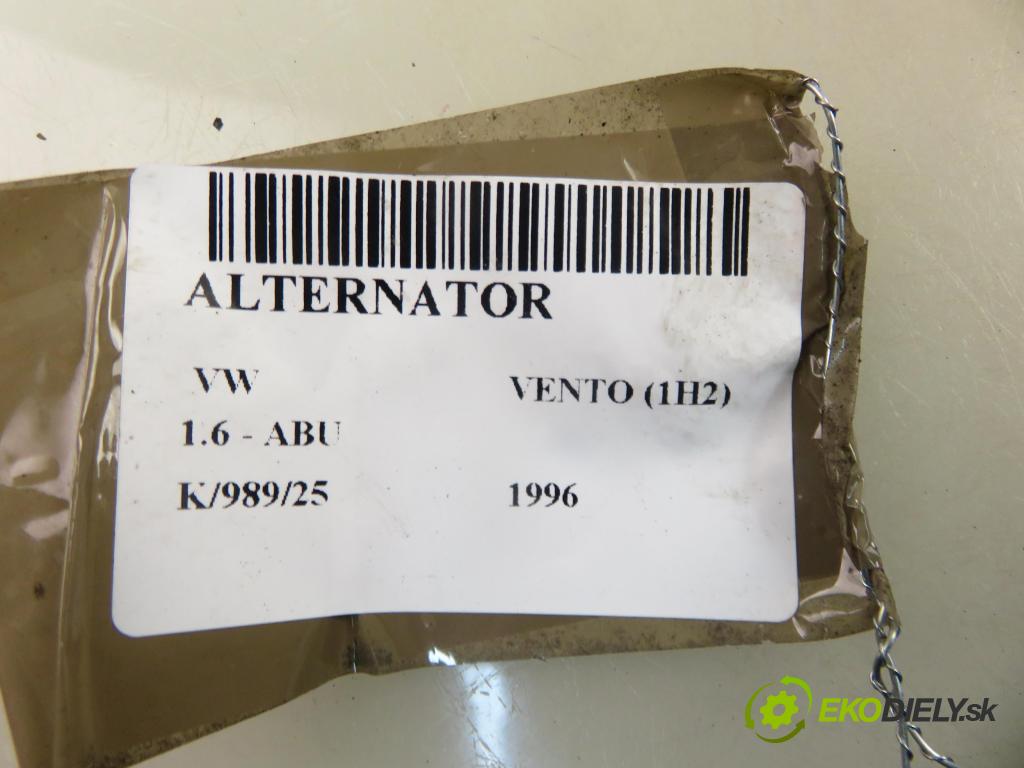 ALTERNATOR
VW VENTO (1H2)
1.6 - ABU
K/989/25 1996
EKODIELY.sk